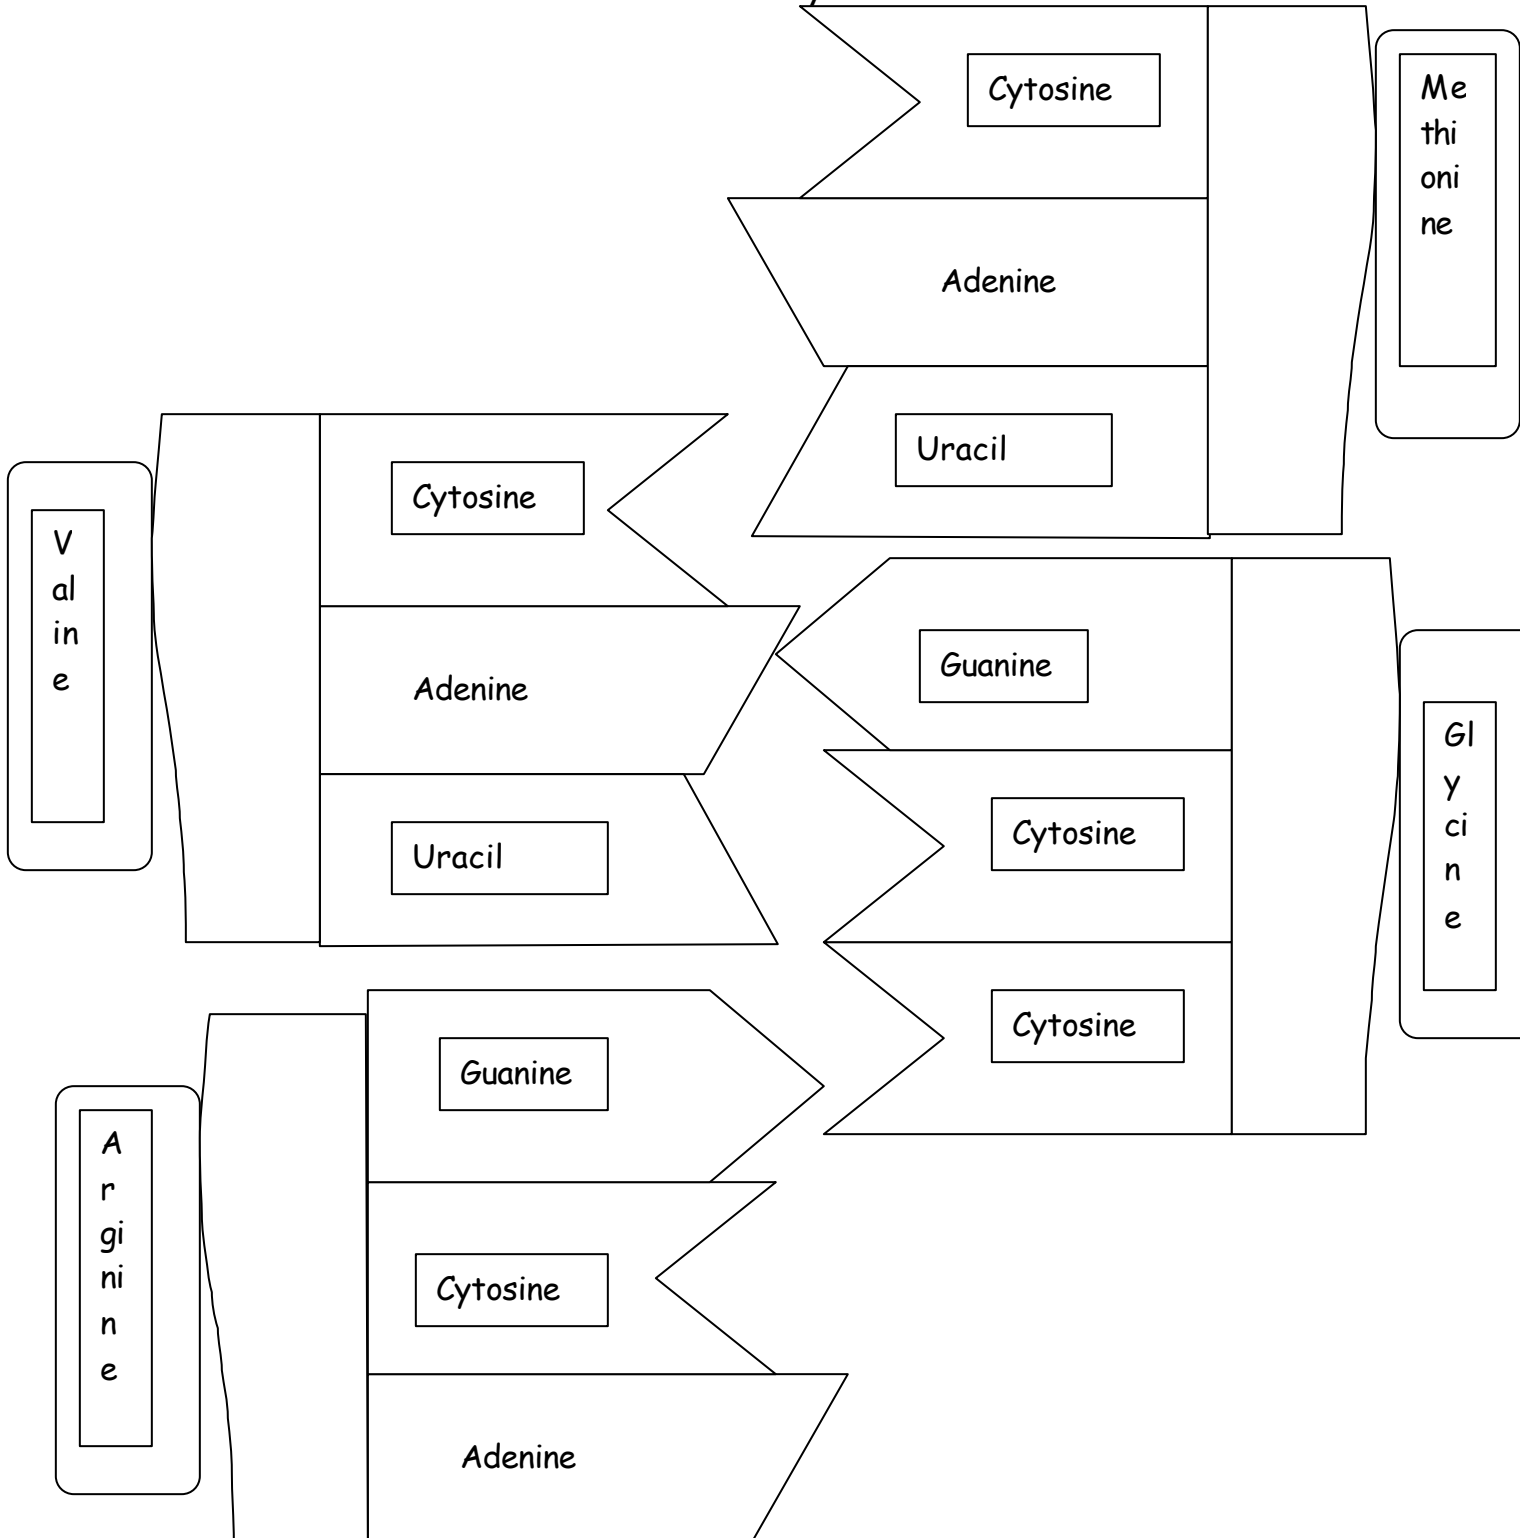 Cytosine
Adenine
Uracil
Me
thi
oni
ne
V
al
in
e
Cytosine
Adenine
Uracil
Guanine
Cytosine
Cytosine
Gl
y
ci
n
e
A
r
gi
ni
n
e
Guanine
Cytosine
Adenine